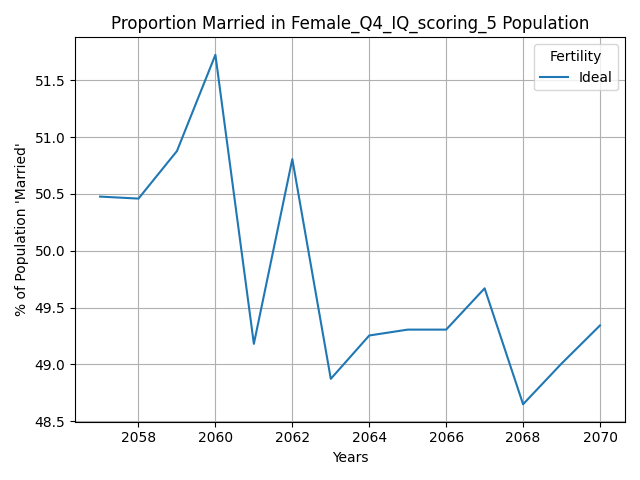 Proportion Married in Female_Q4_IQ_scoring_5 Population
Fertility
Ideal
% of Population 'Married'
51.5
51.0
50.5
50.0
49.5
49.0
48.5
2058 2060 2062 2064 2066 2068 2070
Years